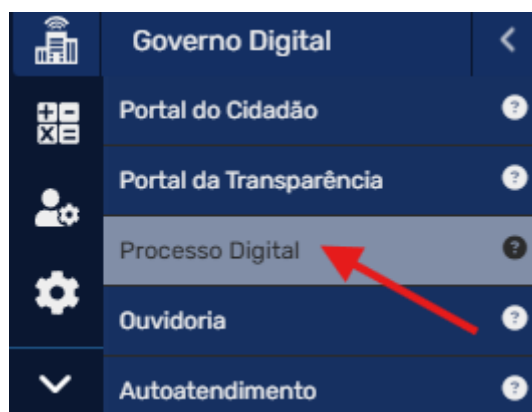 Governo Digital
Portal do Cidadão
Portal da Transparência
Processo Digital
Ouvidoria
Autoatendimento